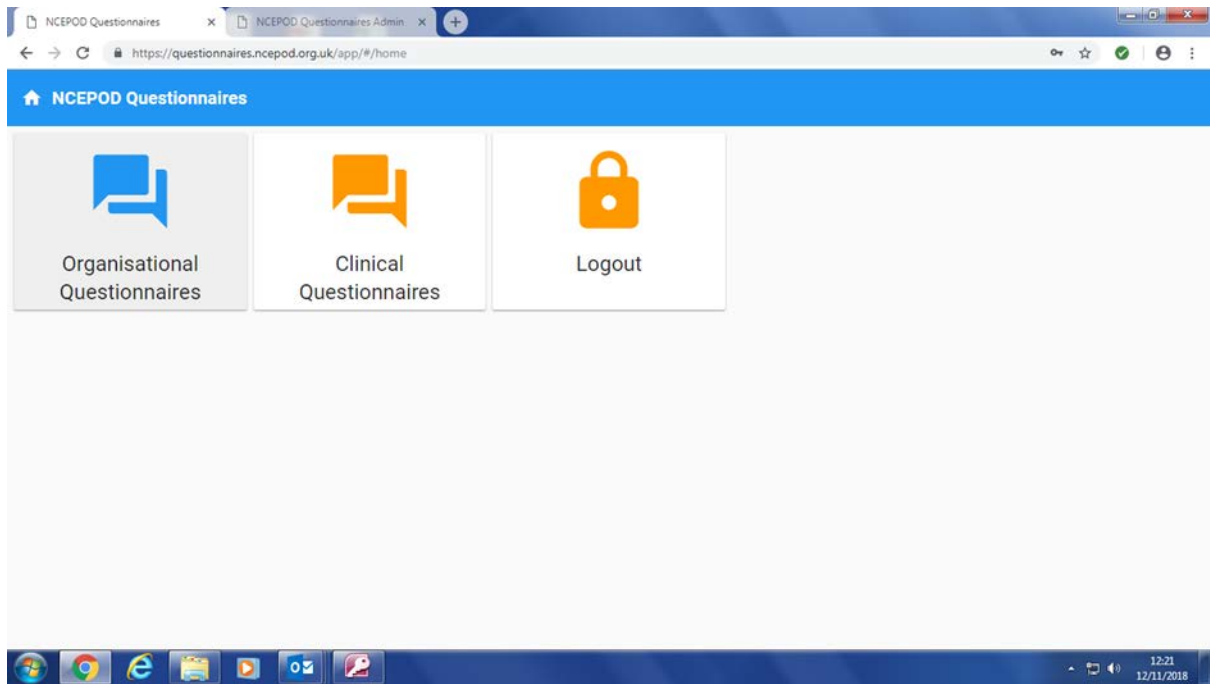 NCEPOD Questionnaires
NCEPOD Questionnaires Admin
https://questionnaires.ncepod.org.uk/app/#/home
NCEPOD Questionnaires
Organisational
Questionnaires
Clinical
Questionnaires
Logout
12:21
12/11/2018